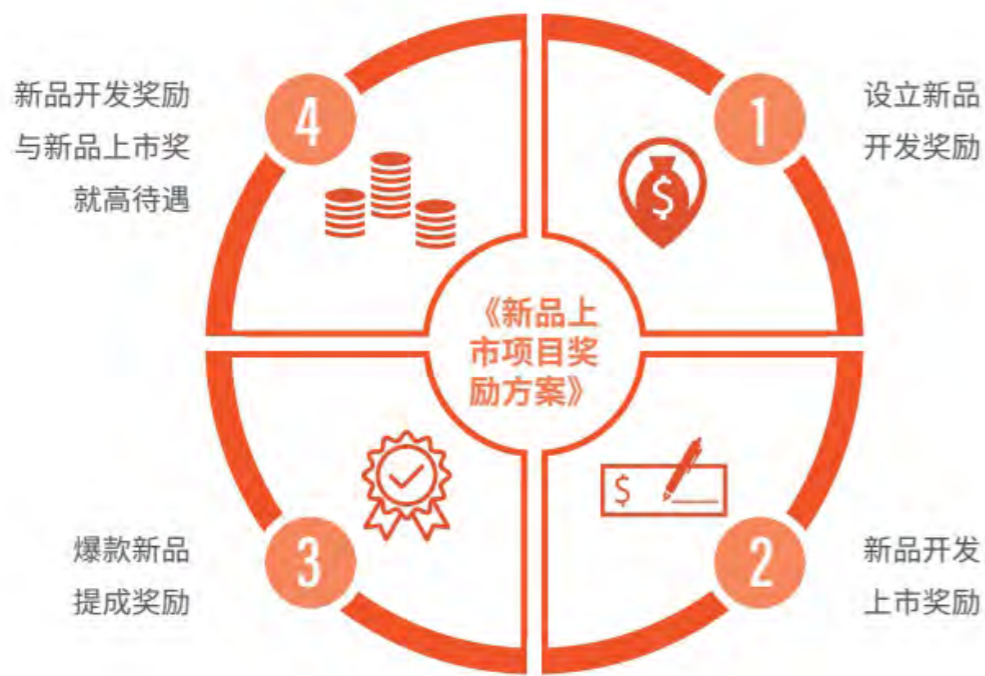 《新品上
市项目奖
励方案》
1
设立新品
开发奖励
$
2
新品开发
上市奖励
$
3
爆款新品
提成奖励
4
新品开发奖励
与新品上市奖
就高待遇